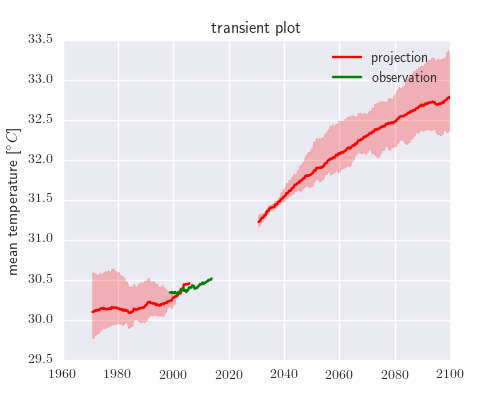 transient plot
33.5
33.0
32.5
32.0
31.5
31.0
30.5
30.0
29.5
mean temperature [°C]
projection
observation
1960 1980 2000 2020 2040 2060 2080 2100